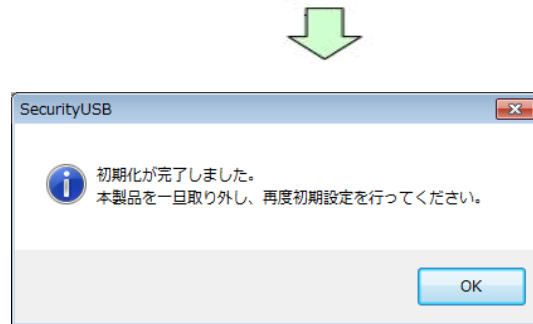 SecurityUSB
初期化が完了しました。
本製品を一旦取り外し、再度初期設定を行ってください。
OK